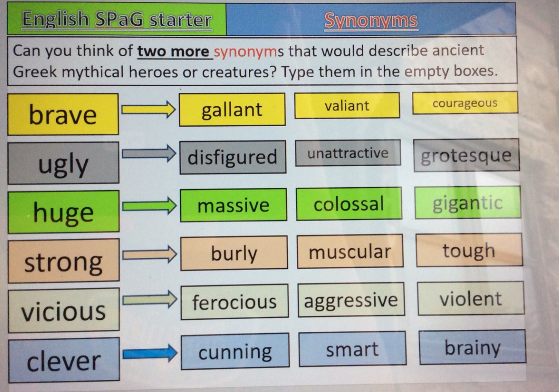 English SPaG starter Synonyms
Can you think of two more synonyms that would describe ancient
Greek mythical heroes or creatures? Type them in the empty boxes.
brave gallant valiant courageous
ugly disfigured unattractive grotesque
huge massive colossal gigantic
strong burly muscular tough
vicious ferocious aggressive violent
clever cunning smart brainy